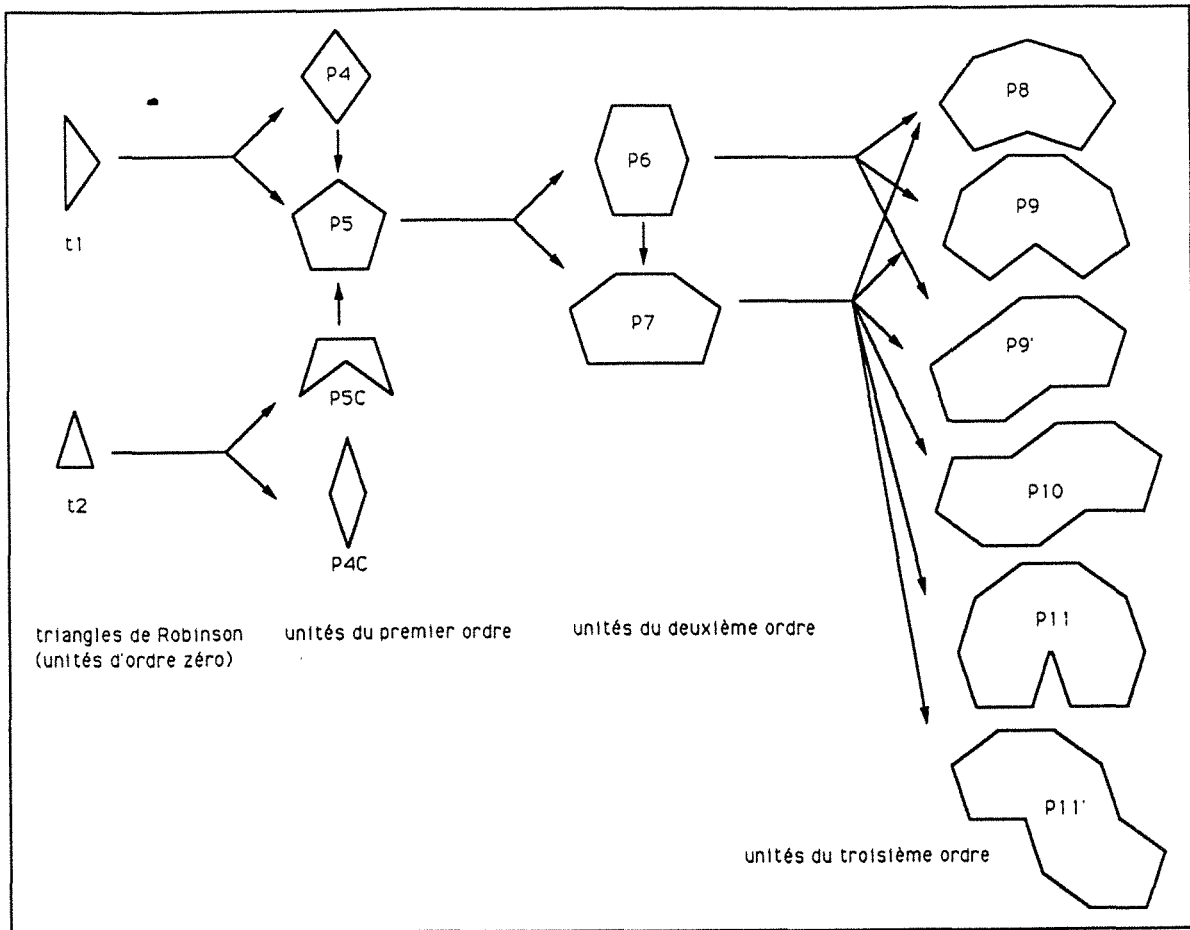 t1
t2
P4
P5
P5C
P4C
P6
P7
P8
P9
P9'
P10
P11
P11'
triangles de Robinson
(unités d'ordre zéro)
unités du premier ordre
unités du deuxième ordre
unités du troisième ordre